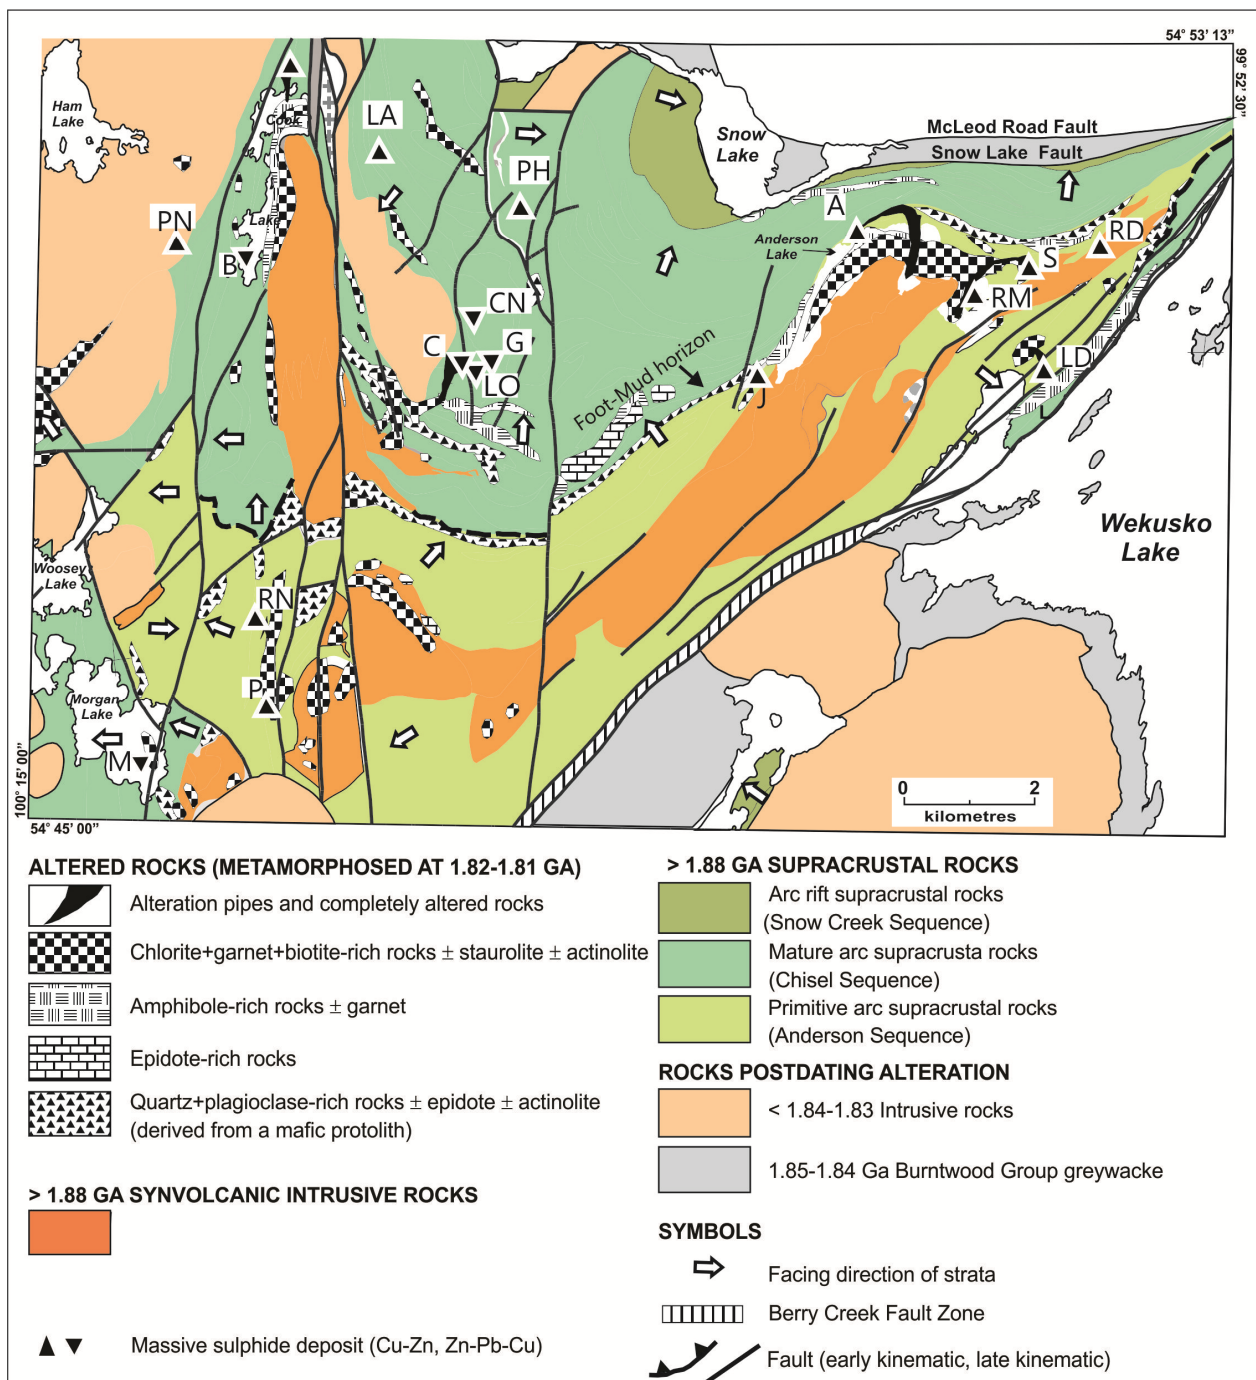 54° 53' 13"
99° 52' 30"
Ham
Lake
Cook
Lake
LA
PH
PN
B
CN
C
G
LO
Snow
Lake
McLeod Road Fault
Snow Lake Fault
A
Anderson
Lake
RD
S
RM
LD
J
Foot-Mud horizon
Wekusko
Lake
Woosey
Lake
RN
P
Morgan
Lake
M
100° 15' 00"
54° 45' 00"
0 2
kilometres
ALTERED ROCKS (METAMORPHOSED AT 1.82-1.81 GA)
Alteration pipes and completely altered rocks
Chlorite+garnet+biotite-rich rocks ± staurolite ± actinolite
Amphibole-rich rocks ± garnet
Epidote-rich rocks
Quartz+plagioclase-rich rocks ± epidote ± actinolite
(derived from a mafic protolith)
> 1.88 GA SYNVOLCANIC INTRUSIVE ROCKS
Massive sulphide deposit (Cu-Zn, Zn-Pb-Cu)
> 1.88 GA SUPRACRUSTAL ROCKS
Arc rift supracrustal rocks
(Snow Creek Sequence)
Mature arc supracrusta rocks
(Chisel Sequence)
Primitive arc supracrustal rocks
(Anderson Sequence)
ROCKS POSTDATING ALTERATION
< 1.84-1.83 Intrusive rocks
1.85-1.84 Ga Burntwood Group greywacke
SYMBOLS
Facing direction of strata
Berry Creek Fault Zone
Fault (early kinematic, late kinematic)